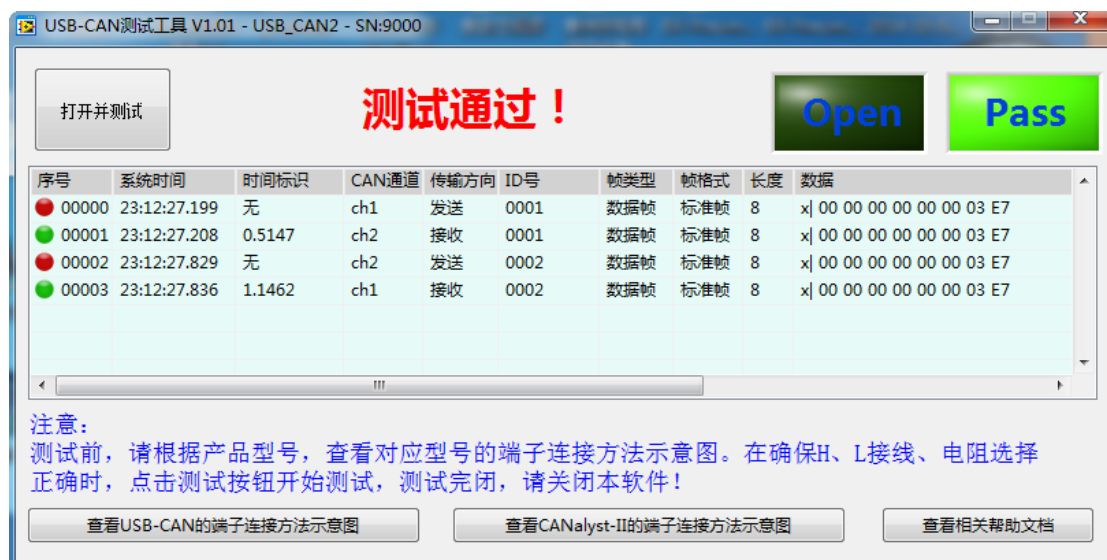 USB-CAN测试工具 V1.01 - USB_CAN2 - SN:9000
打开并测试
测试通过！
Open
Pass
序号 系统时间 时间标识 CAN通道 传输方向 ID号 帧类型 帧格式 长度 数据
00000 23:12:27.199 无 ch1 发送 0001 数据帧 标准帧 8 x| 00 00 00 00 00 00 03 E7
00001 23:12:27.208 0.5147 ch2 接收 0001 数据帧 标准帧 8 x| 00 00 00 00 00 00 03 E7
00002 23:12:27.829 无 ch2 发送 0002 数据帧 标准帧 8 x| 00 00 00 00 00 00 03 E7
00003 23:12:27.836 1.1462 ch1 接收 0002 数据帧 标准帧 8 x| 00 00 00 00 00 00 03 E7
注意：
测试前，请根据产品型号，查看对应型号的端子连接方法示意图。在确保H、L接线、电阻选择
正确时，点击测试按钮开始测试，测试完闭，请关闭本软件！
查看USB-CAN的端子连接方法示意图
查看CANalyst-II的端子连接方法示意图
查看相关帮助文档